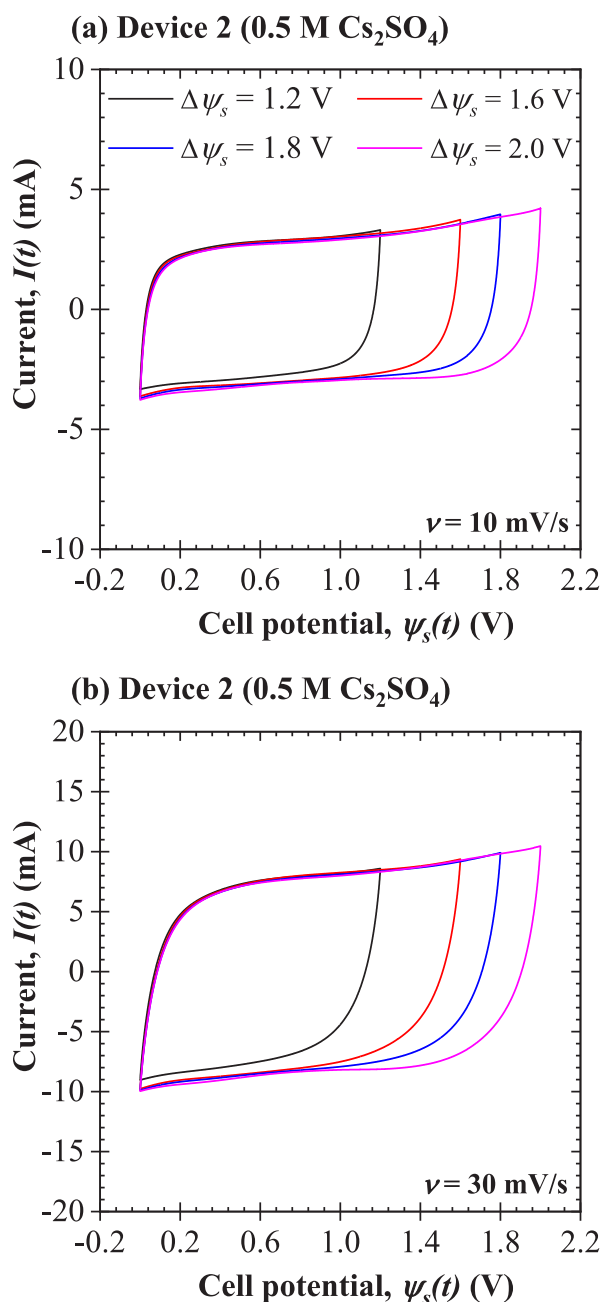 (a) Device 2 (0.5 M Cs₂SO₄)
10
Δψₛ = 1.2 V
Δψₛ = 1.6 V
Δψₛ = 1.8 V
Δψₛ = 2.0 V
5
0
-5
-10
Current, I(t) (mA)
ν = 10 mV/s
-0.2 0.2 0.6 1.0 1.4 1.8 2.2
Cell potential, ψₛ(t) (V)
(b) Device 2 (0.5 M Cs₂SO₄)
20
15
10
5
0
-5
-10
-15
-20
Current, I(t) (mA)
ν = 30 mV/s
-0.2 0.2 0.6 1.0 1.4 1.8 2.2
Cell potential, ψₛ(t) (V)